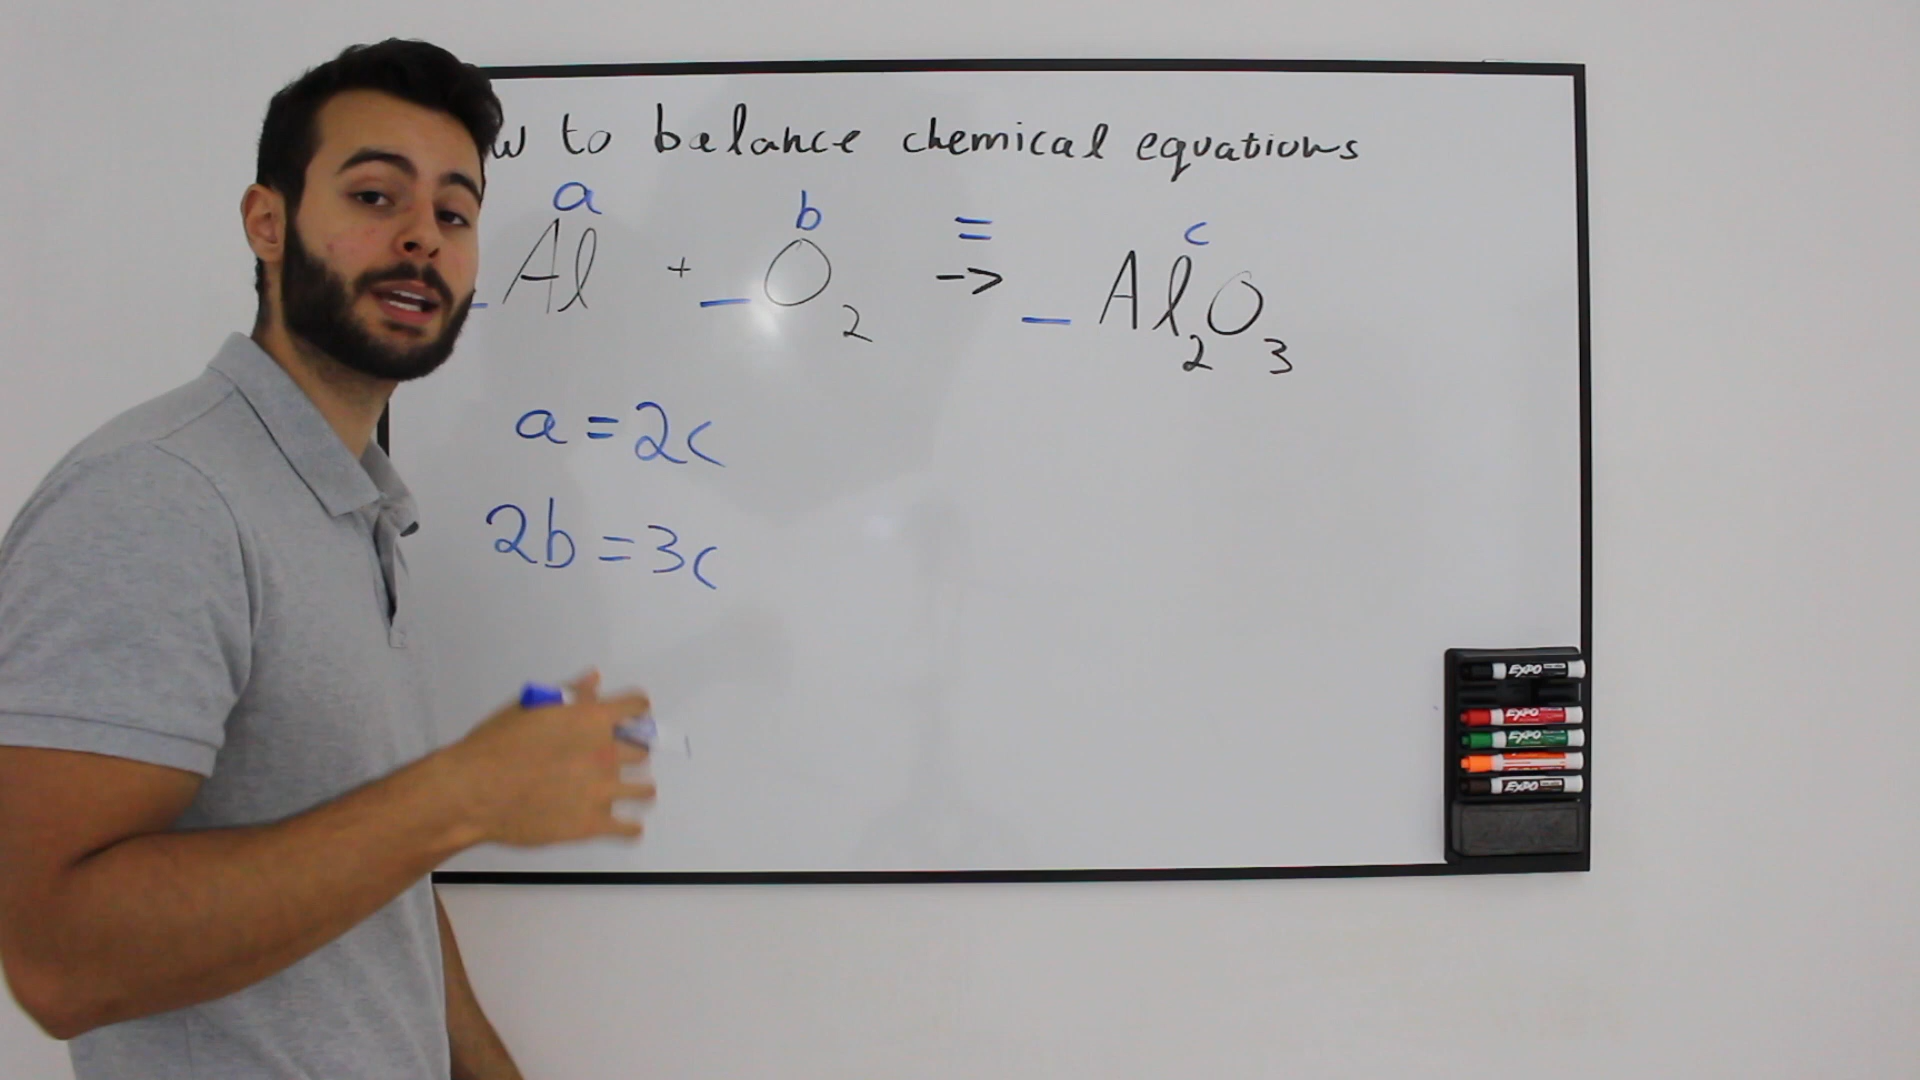 w to balance chemical equations
a b = c
_Al + _O2 -> _Al2O3
a = 2c
2b = 3c
EXPO
EXPO
EXPO
EXPO